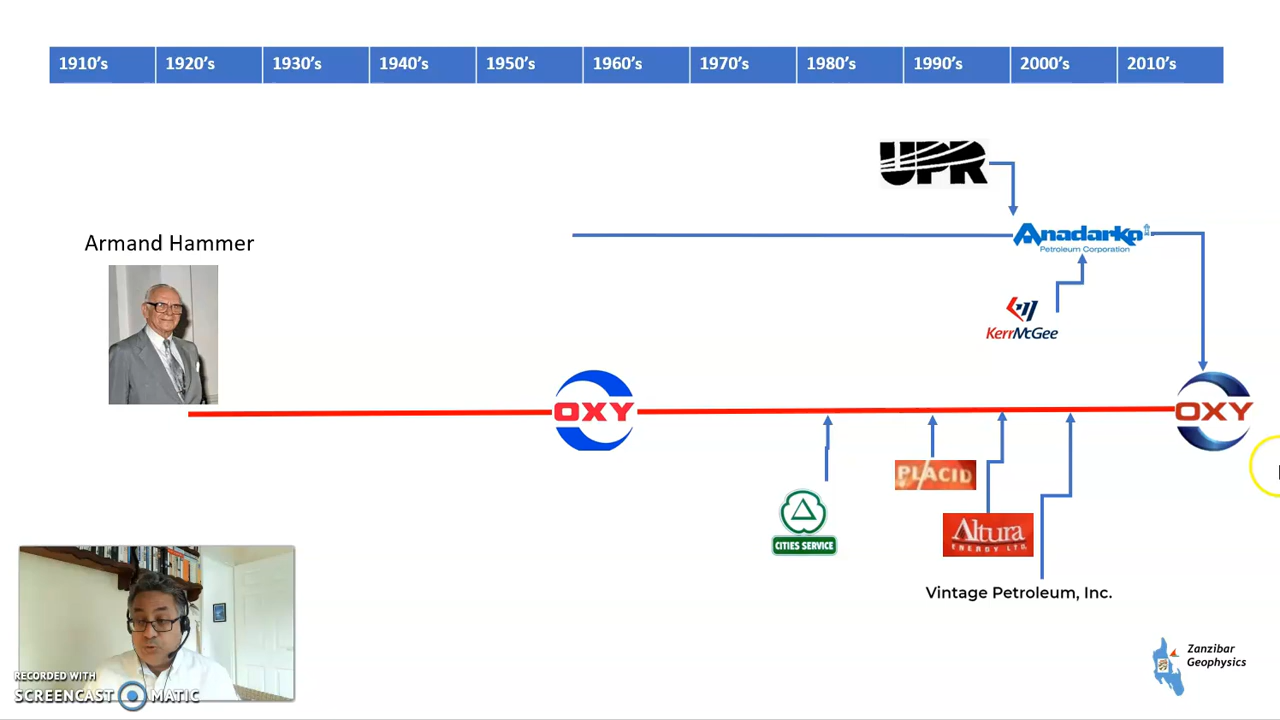 1910's 1920's 1930's 1940's 1950's 1960's 1970's 1980's 1990's 2000's 2010's
UPR
Armand Hammer
Anadarko
Petroleum Corporation
KerrMcGee
OXY
OXY
PLACID
CITIES SERVICE
Altura
ENERGY LTD.
Vintage Petroleum, Inc.
Zanzibar
Geophysics
RECORDED WITH
SCREENCAST MATIC